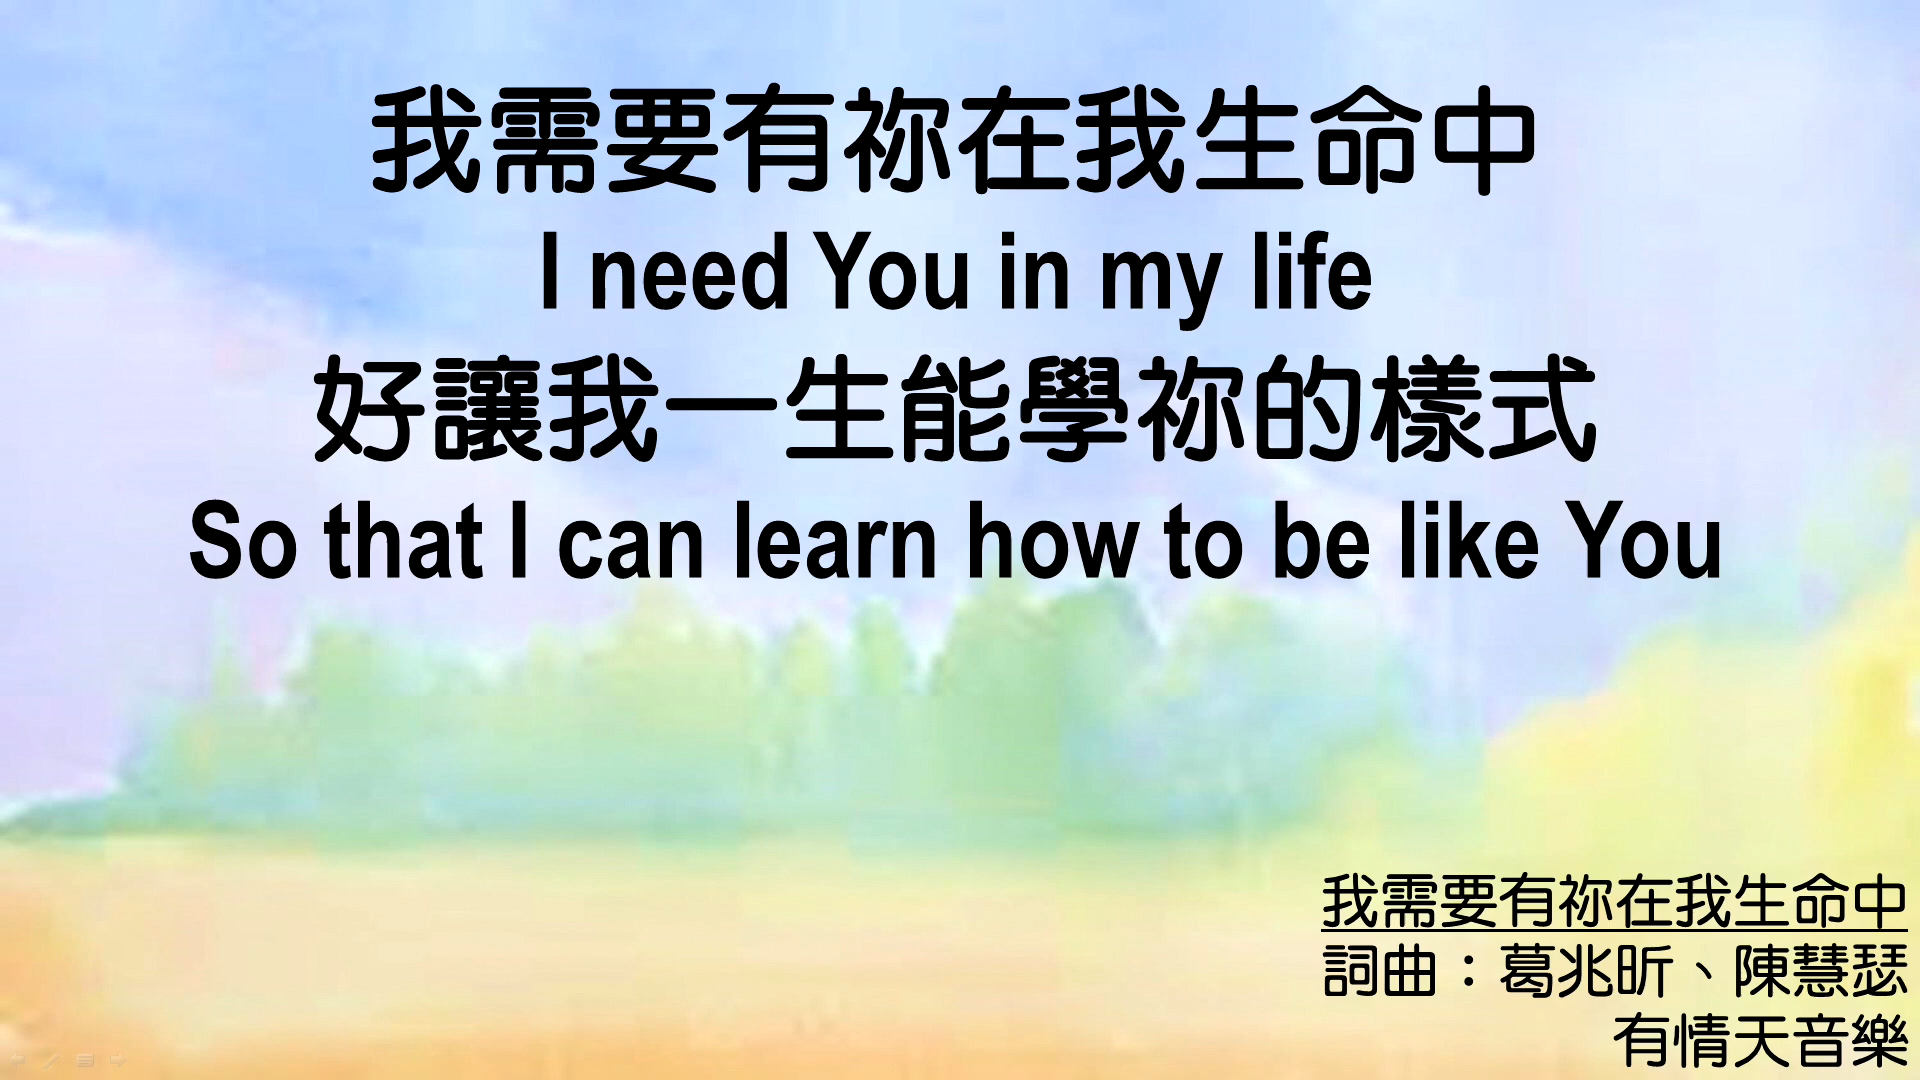 我需要有祢在我生命中
I need You in my life
好讓我一生能學祢的樣式
So that I can learn how to be like You
我需要有祢在我生命中
詞曲：葛兆昕、陳慧瑟
有情天音樂